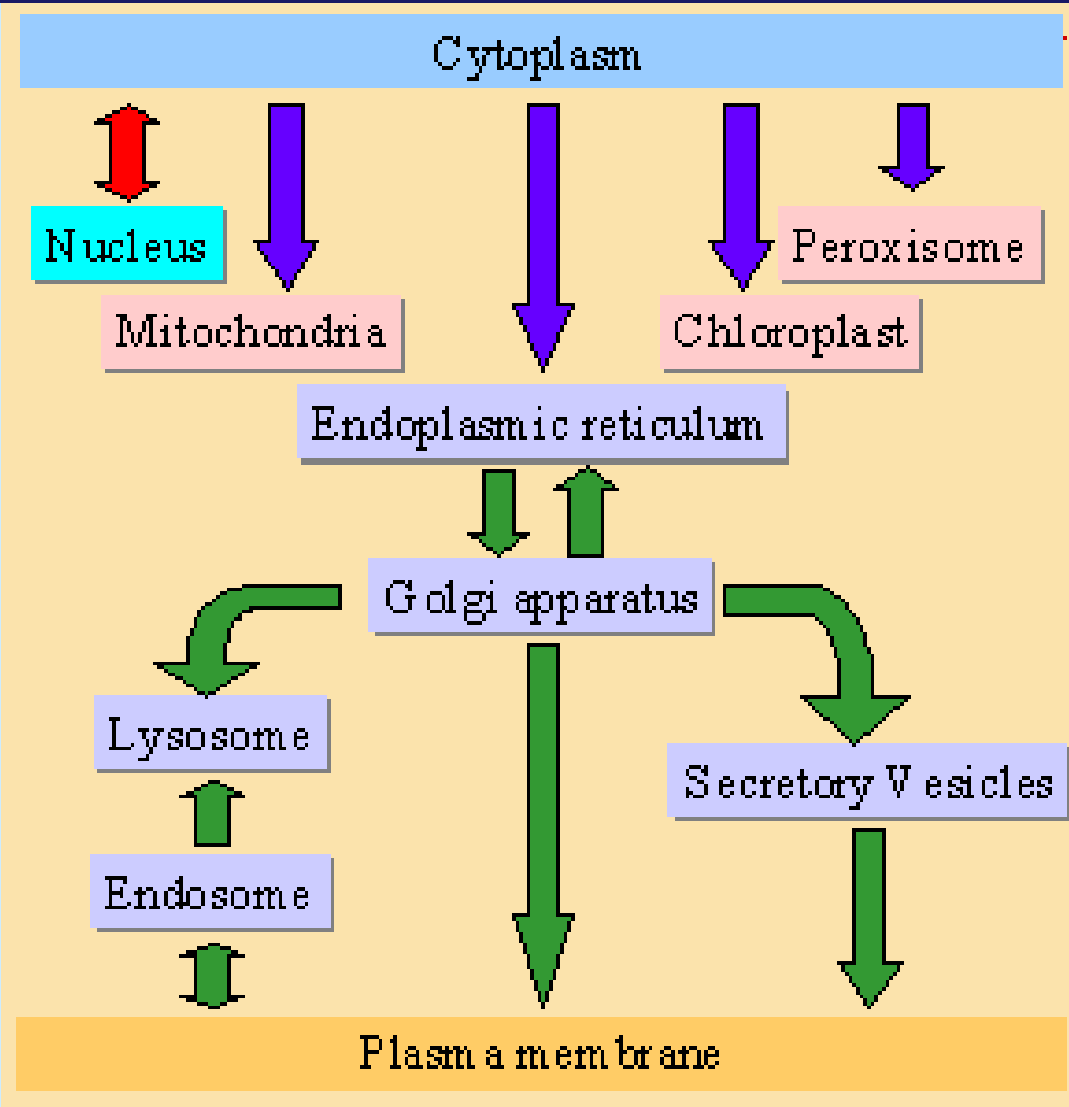 Cytoplasm
Nucleus
Peroxisome
Mitochondria
Chloroplast
Endoplasmic reticulum
Golgi apparatus
Lysosome
Secretory Vesicles
Endosome
Plasma membrane